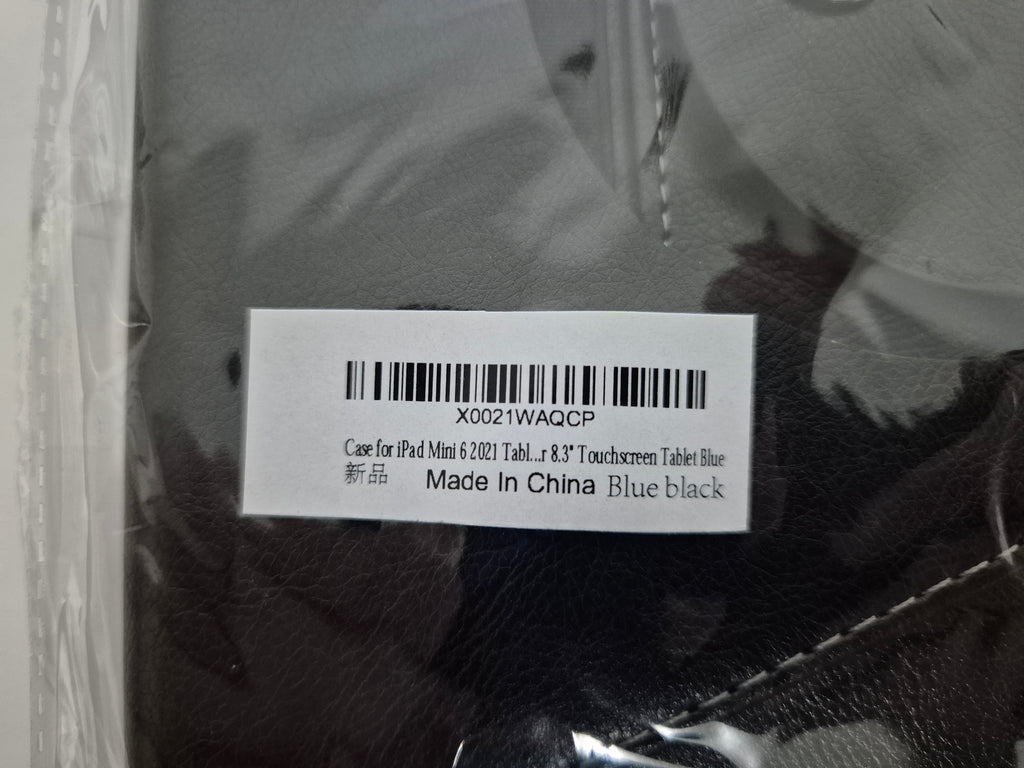 X0021WAQCP
Case for iPad Mini 6 2021 Tabl...r 8.3" Touchscreen Tablet Blue
新品 Made In China Blue black